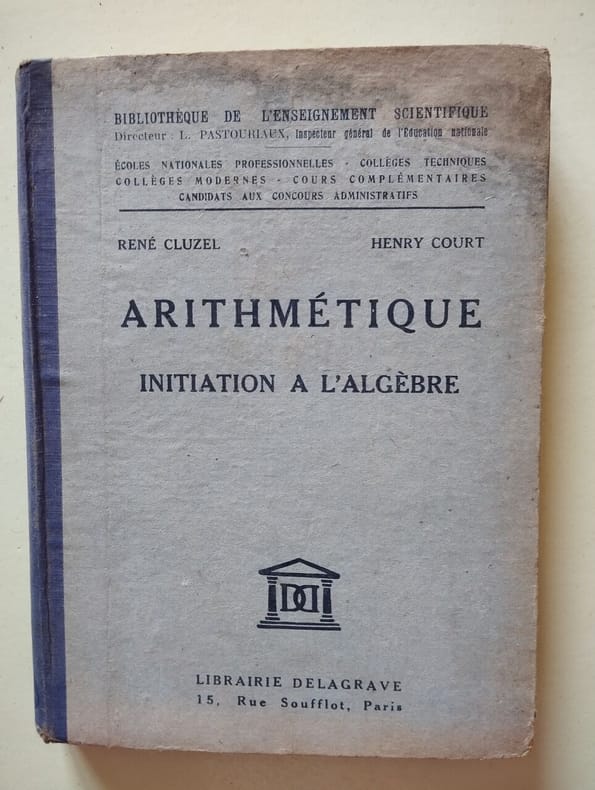 BIBLIOTHÈQUE DE L'ENSEIGNEMENT SCIENTIFIQUE
Directeur : L. PASTOURIAUX, Inspecteur général de l'Éducation nationale
ÉCOLES NATIONALES PROFESSIONNELLES - COLLÈGES TECHNIQUES
COLLÈGES MODERNES - COURS COMPLÉMENTAIRES
CANDIDATS AUX CONCOURS ADMINISTRATIFS
RENÉ CLUZEL HENRY COURT
ARITHMÉTIQUE
INITIATION A L'ALGÈBRE
LIBRAIRIE DELAGRAVE
15, Rue Soufflot, Paris